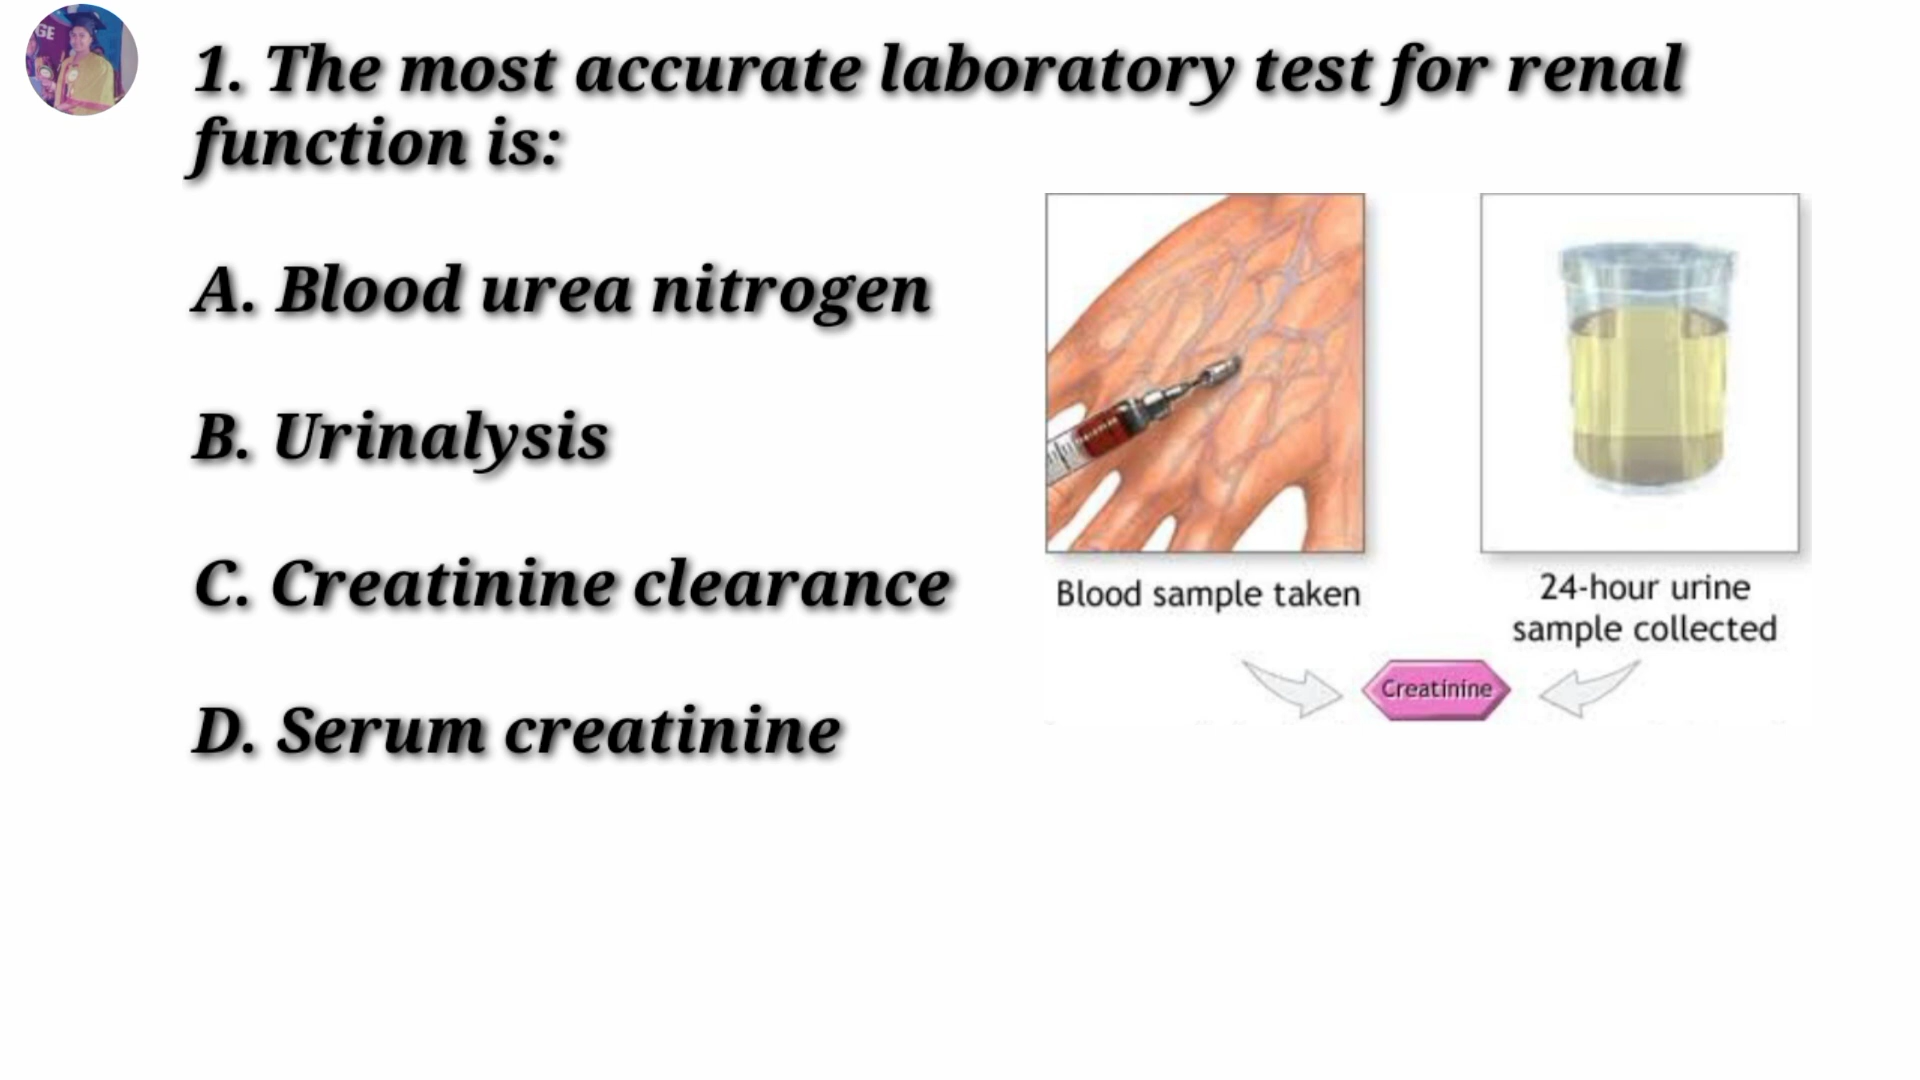 1. The most accurate laboratory test for renal
function is:
A. Blood urea nitrogen
B. Urinalysis
C. Creatinine clearance
D. Serum creatinine
Blood sample taken
24-hour urine
sample collected
Creatinine
GE